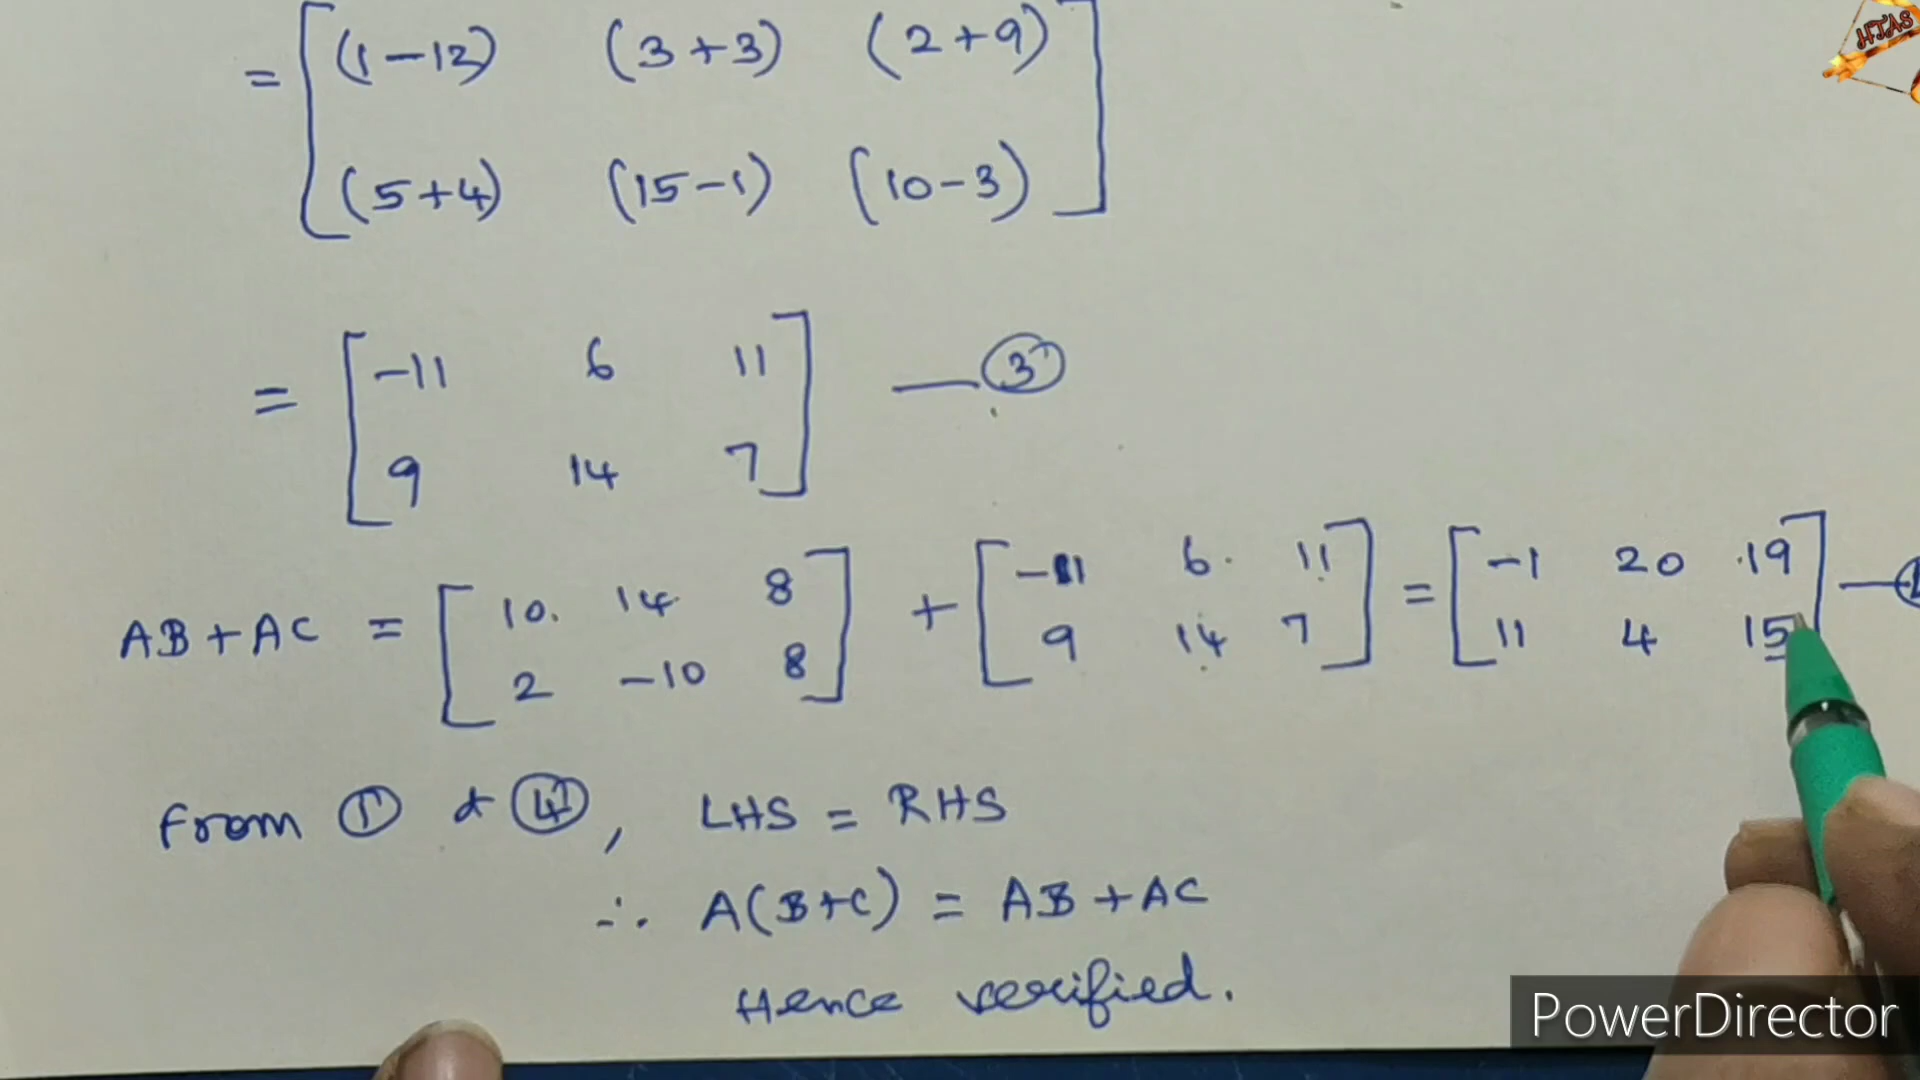 HTAS
= [ (1-12) (3+3) (2+9)
(5+4) (15-1) (10-3) ]
= [ -11 6 11
9 14 7 ] — ③
AB+AC = [ 10. 14. 8 ] + [ -11 6. 11 ] = [ -1 20 .19 ] —
[ 2 -10 8 ] [ 9 14 7 ] [ 11 4 15 ]
From ① & ④, LHS = RHS
∴ A(B+C) = AB+AC
Hence verified.
PowerDirector